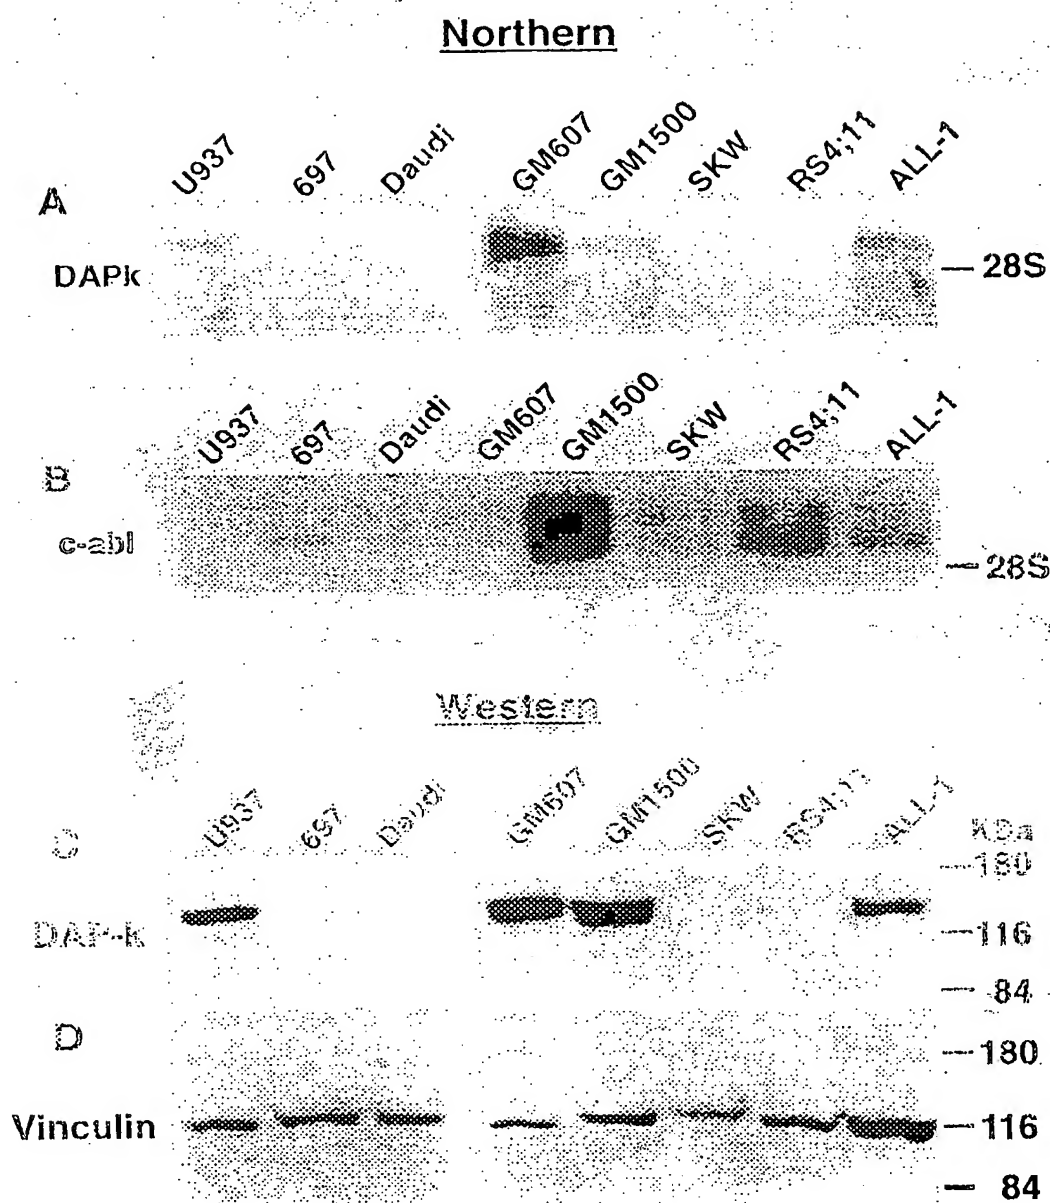 Northern
U937 697 Daudi GM607 GM1500 SKW RS4;11 ALL-1
A
DAPk
28S
U937 697 Daudi GM607 GM1500 SKW RS4;11 ALL-1
B
c-abl
28S
Western
U937 697 Daudi GM607 GM1500 SKW RS4;11 ALL-1
C
KDa
180
DAP-k
116
84
D
180
Vinculin
116
84